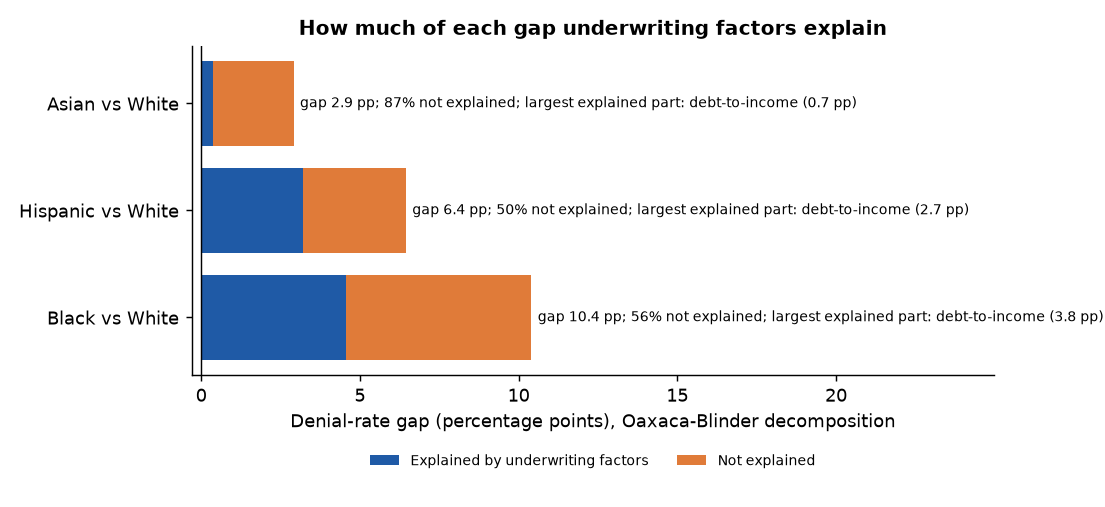 How much of each gap underwriting factors explain
Asian vs White
gap 2.9 pp; 87% not explained; largest explained part: debt-to-income (0.7 pp)
Hispanic vs White
gap 6.4 pp; 50% not explained; largest explained part: debt-to-income (2.7 pp)
Black vs White
gap 10.4 pp; 56% not explained; largest explained part: debt-to-income (3.8 pp)
0 5 10 15 20
Denial-rate gap (percentage points), Oaxaca-Blinder decomposition
Explained by underwriting factors Not explained